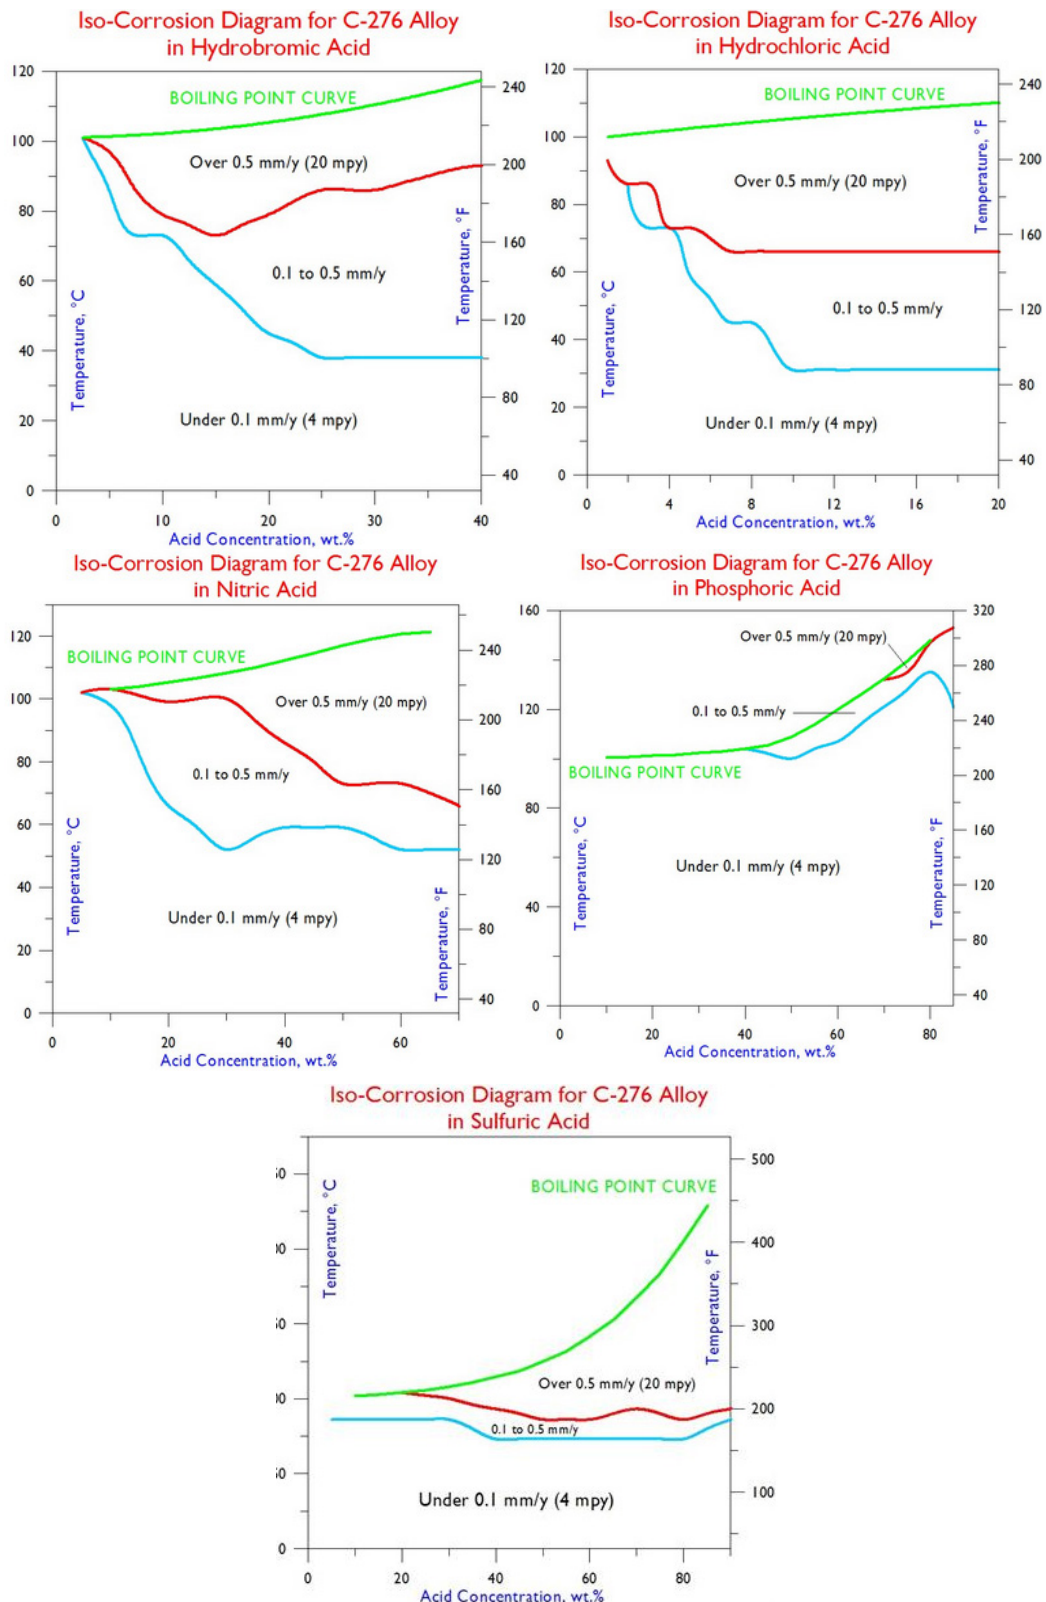 Iso-Corrosion Diagram for C-276 Alloy
in Hydrobromic Acid
120
100
80
60
40
20
0
Temperature, °C
BOILING POINT CURVE
Over 0.5 mm/y (20 mpy)
0.1 to 0.5 mm/y
Under 0.1 mm/y (4 mpy)
Temperature, °F
240
200
160
120
80
40
0
10
20
30
40
Acid Concentration, wt.%
Iso-Corrosion Diagram for C-276 Alloy
in Hydrochloric Acid
120
100
80
60
40
20
0
Temperature, °C
BOILING POINT CURVE
Over 0.5 mm/y (20 mpy)
0.1 to 0.5 mm/y
Under 0.1 mm/y (4 mpy)
Temperature, °F
240
200
160
120
80
40
0
4
8
12
16
20
Acid Concentration, wt.%
Iso-Corrosion Diagram for C-276 Alloy
in Nitric Acid
120
100
80
60
40
20
0
Temperature, °C
BOILING POINT CURVE
Over 0.5 mm/y (20 mpy)
0.1 to 0.5 mm/y
Under 0.1 mm/y (4 mpy)
Temperature, °F
240
200
160
120
80
40
0
20
40
60
Acid Concentration, wt.%
Iso-Corrosion Diagram for C-276 Alloy
in Phosphoric Acid
160
120
80
40
0
Temperature, °C
Over 0.5 mm/y (20 mpy)
0.1 to 0.5 mm/y
BOILING POINT CURVE
Under 0.1 mm/y (4 mpy)
Temperature, °F
320
280
240
200
160
120
80
40
0
20
40
60
80
Acid Concentration, wt.%
Iso-Corrosion Diagram for C-276 Alloy
in Sulfuric Acid
0
Temperature, °C
BOILING POINT CURVE
Over 0.5 mm/y (20 mpy)
0.1 to 0.5 mm/y
Under 0.1 mm/y (4 mpy)
Temperature, °F
500
400
300
200
100
0
20
40
60
80
Acid Concentration, wt.%